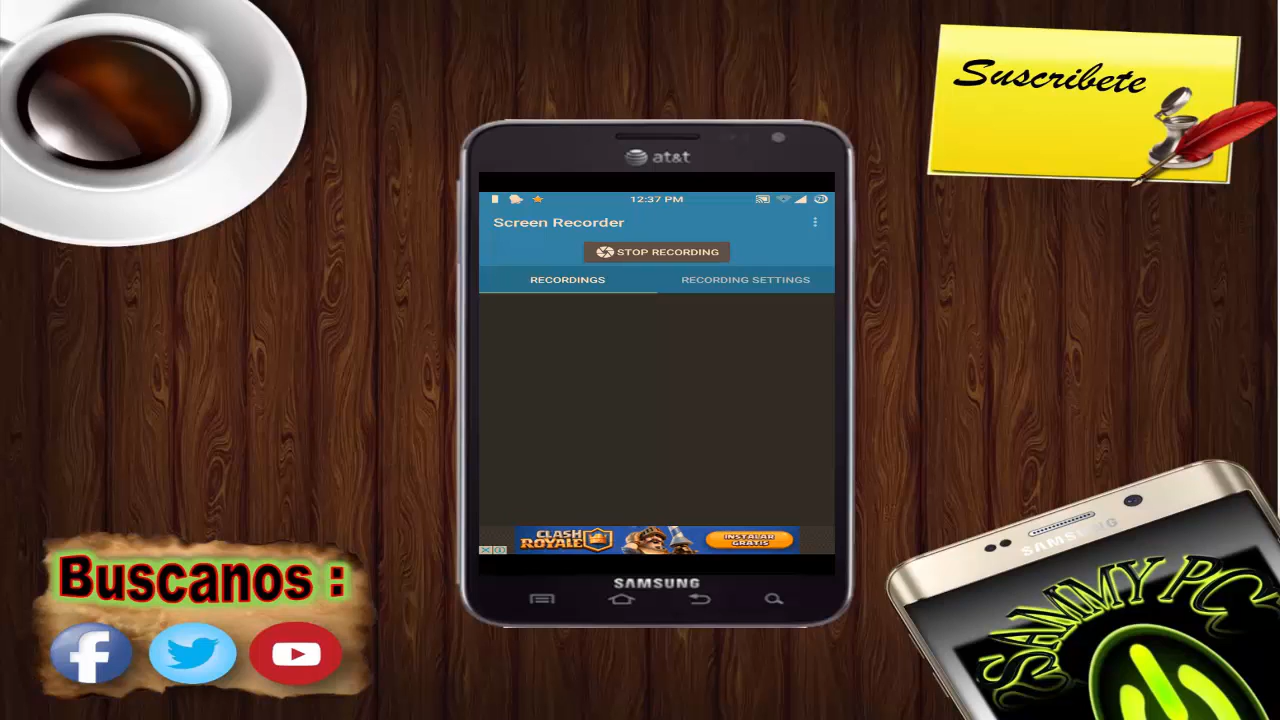 Suscribete
at&t
12:37 PM
Screen Recorder
STOP RECORDING
RECORDINGS
RECORDING SETTINGS
CLASH
ROYALE
INSTALAR
GRATIS
SAMSUNG
SAMSUNG
SAMMY PC
Buscanos :